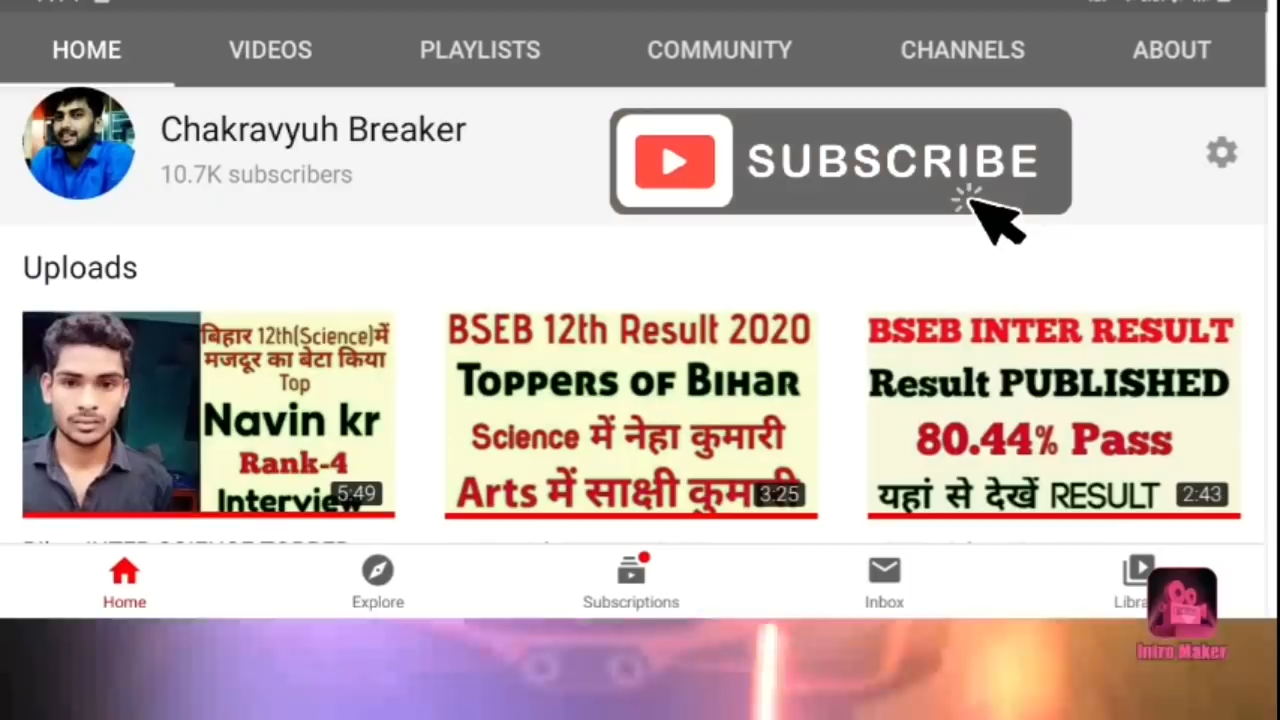 HOME VIDEOS PLAYLISTS COMMUNITY CHANNELS ABOUT
Chakravyuh Breaker
10.7K subscribers
SUBSCRIBE
Uploads
बिहार 12th(Science)में
मजदूर का बेटा किया
Top
Navin kr
Rank-4
Interview
5:49
BSEB 12th Result 2020
Toppers of Bihar
Science में नेहा कुमारी
Arts में साक्षी कुमारी
3:25
BSEB INTER RESULT
Result PUBLISHED
80.44% Pass
यहां से देखें RESULT
2:43
Home Explore Subscriptions Inbox
Intro Maker